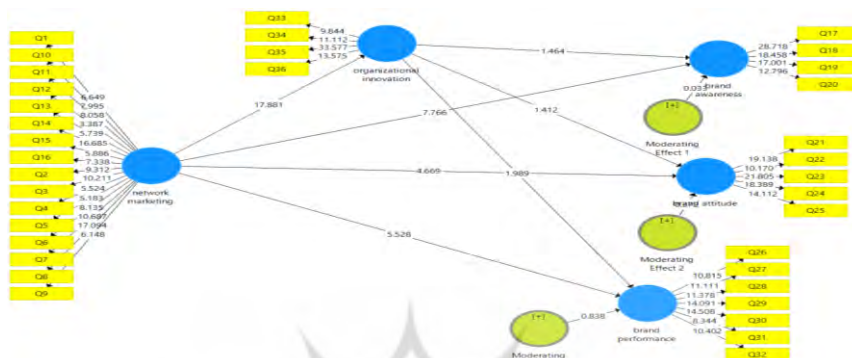 Q1
Q10
Q11
Q12
Q13
Q14
Q15
Q16
Q2
Q3
Q4
Q5
Q6
Q7
Q8
Q9
6.649
7.995
8.058
3.387
5.739
16.685
5.886
7.338
9.312
10.211
5.524
5.183
8.135
10.687
17.094
6.148
network
marketing
Q33
Q34
Q35
Q36
9.844
11.112
33.577
13.575
organizational
innovation
17.881
1.464
7.766
1.412
4.669
1.989
5.528
Q17
Q18
Q19
Q20
28.718
18.458
17.001
12.796
brand
awareness
0.033
[+]
Moderating
Effect 1
Q21
Q22
Q23
Q24
Q25
19.138
10.170
21.805
18.389
14.112
brand attitude
[+]
Moderating
Effect 2
Q26
Q27
Q28
Q29
Q30
Q31
Q32
10.815
11.111
11.378
14.091
14.508
8.344
10.402
brand
performance
0.838
[+]
Moderating